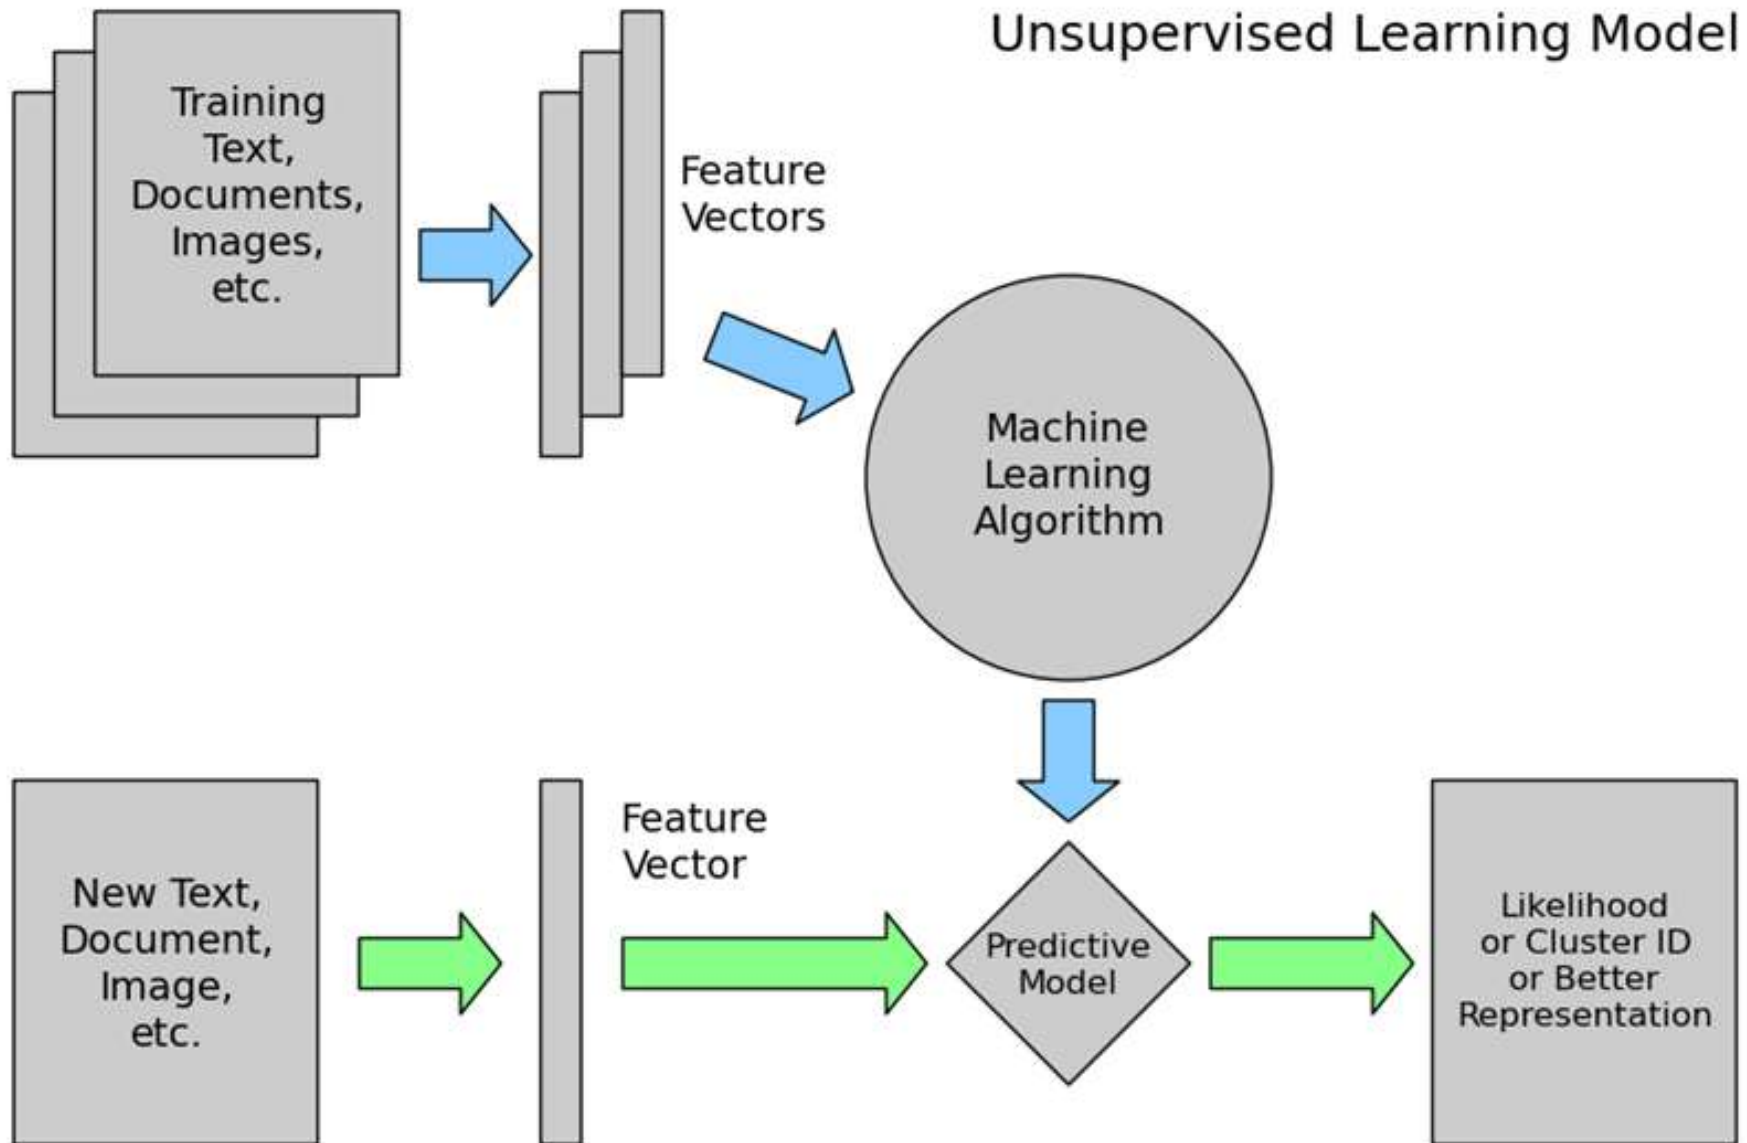 Unsupervised Learning Model
Training
Text,
Documents,
Images,
etc.
Feature
Vectors
Machine
Learning
Algorithm
New Text,
Document,
Image,
etc.
Feature
Vector
Predictive
Model
Likelihood
or Cluster ID
or Better
Representation